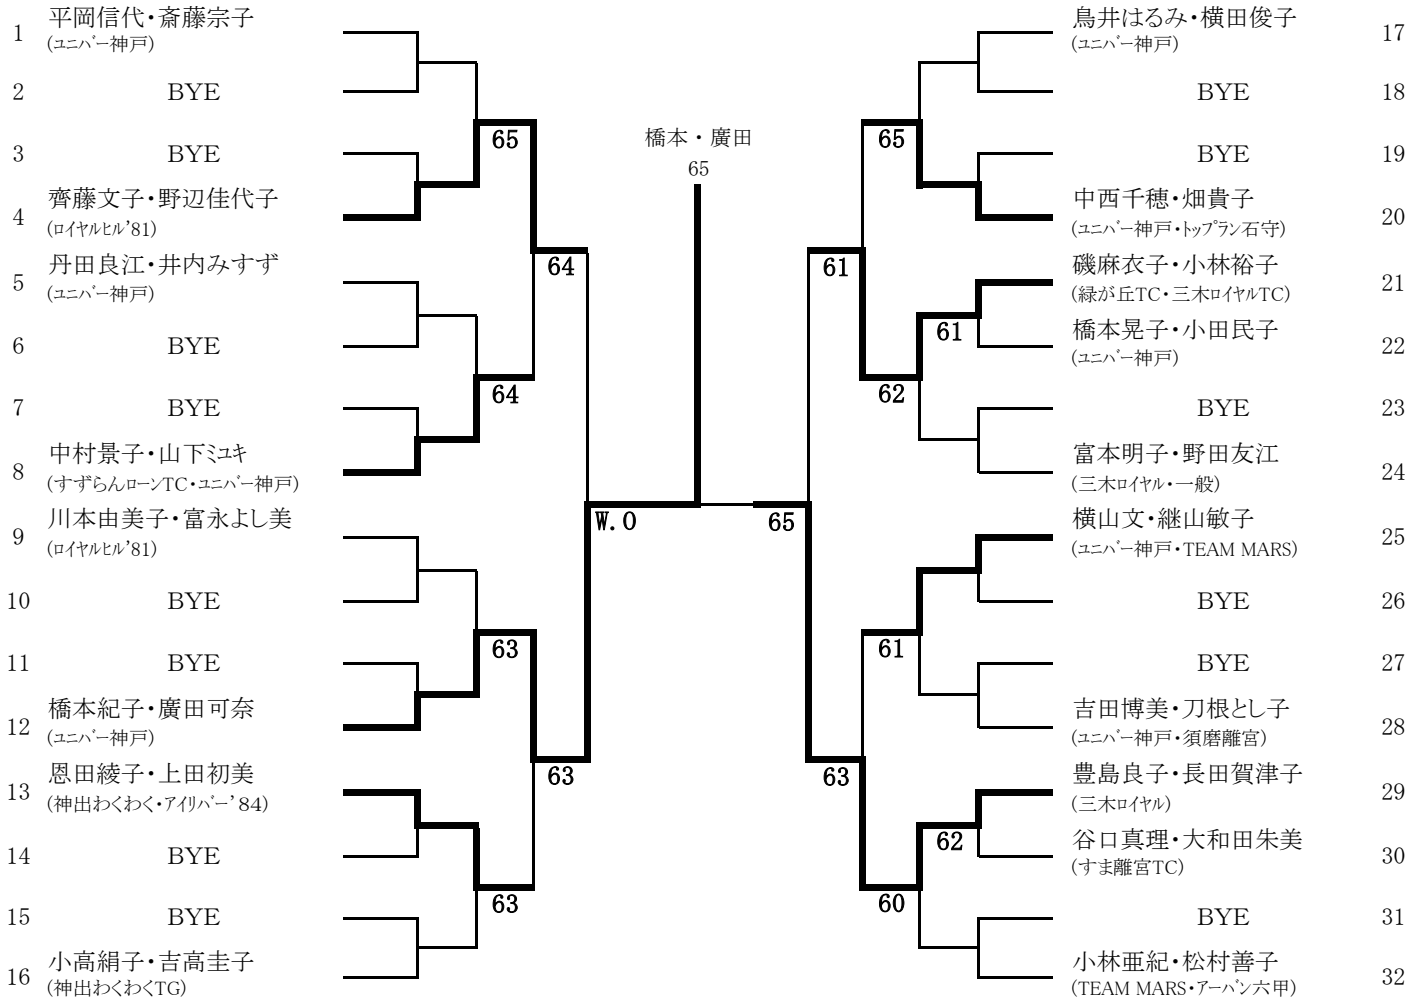 1 平岡信代・斎藤宗子
(ユニバー神戸)
2 BYE
3 BYE
4 齊藤文子・野辺佳代子
(ロイヤルヒル'81)
5 丹田良江・井内みすず
(ユニバー神戸)
6 BYE
7 BYE
8 中村景子・山下ミユキ
(すずらんローンTC・ユニバー神戸)
9 川本由美子・富永よし美
(ロイヤルヒル'81)
10 BYE
11 BYE
12 橋本紀子・廣田可奈
(ユニバー神戸)
13 恩田綾子・上田初美
(神出わくわく・アイリバー'84)
14 BYE
15 BYE
16 小高絹子・吉高圭子
(神出わくわくTG)
65
64
63
63
64
63
W.O
橋本・廣田
65
65
61
63
65
62
61
60
61
62
鳥井はるみ・横田俊子 17
(ユニバー神戸)
BYE 18
BYE 19
中西千穂・畑貴子 20
(ユニバー神戸・トップラン石守)
磯麻衣子・小林裕子 21
(緑が丘TC・三木ロイヤルTC)
橋本晃子・小田民子 22
(ユニバー神戸)
BYE 23
富本明子・野田友江 24
(三木ロイヤル・一般)
横山文・継山敏子 25
(ユニバー神戸・TEAM MARS)
BYE 26
BYE 27
吉田博美・刀根とし子 28
(ユニバー神戸・須磨離宮)
豊島良子・長田賀津子 29
(三木ロイヤル)
谷口真理・大和田朱美 30
(すま離宮TC)
BYE 31
小林亜紀・松村善子 32
(TEAM MARS・アーバン六甲)